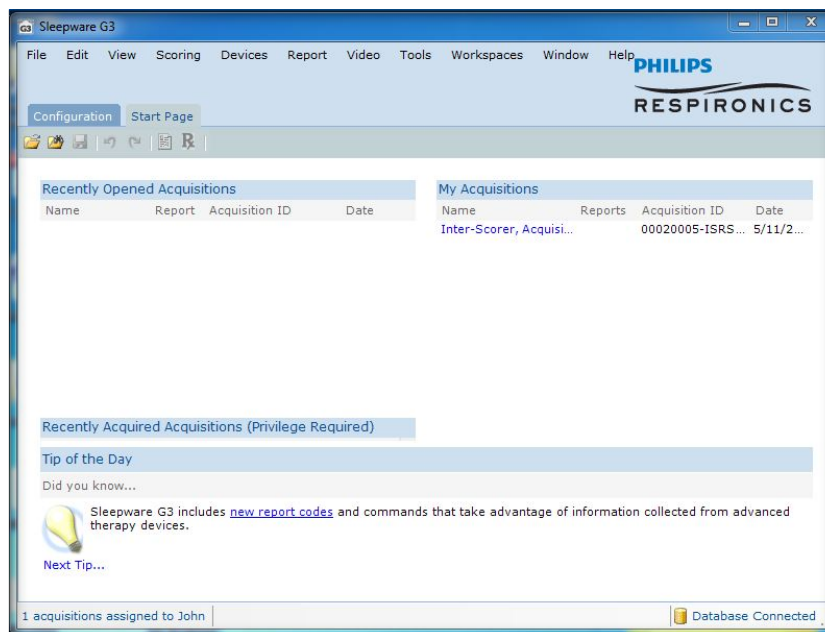 G3 Sleepware G3
File Edit View Scoring Devices Report Video Tools Workspaces Window Help
PHILIPS
RESPIRONICS
Configuration Start Page
Recently Opened Acquisitions
Name Report Acquisition ID Date
My Acquisitions
Name Reports Acquisition ID Date
Inter-Scorer, Acquisi... 00020005-ISRS... 5/11/2...
Recently Acquired Acquisitions (Privilege Required)
Tip of the Day
Did you know...
Sleepware G3 includes new report codes and commands that take advantage of information collected from advanced
therapy devices.
Next Tip...
1 acquisitions assigned to John
Database Connected